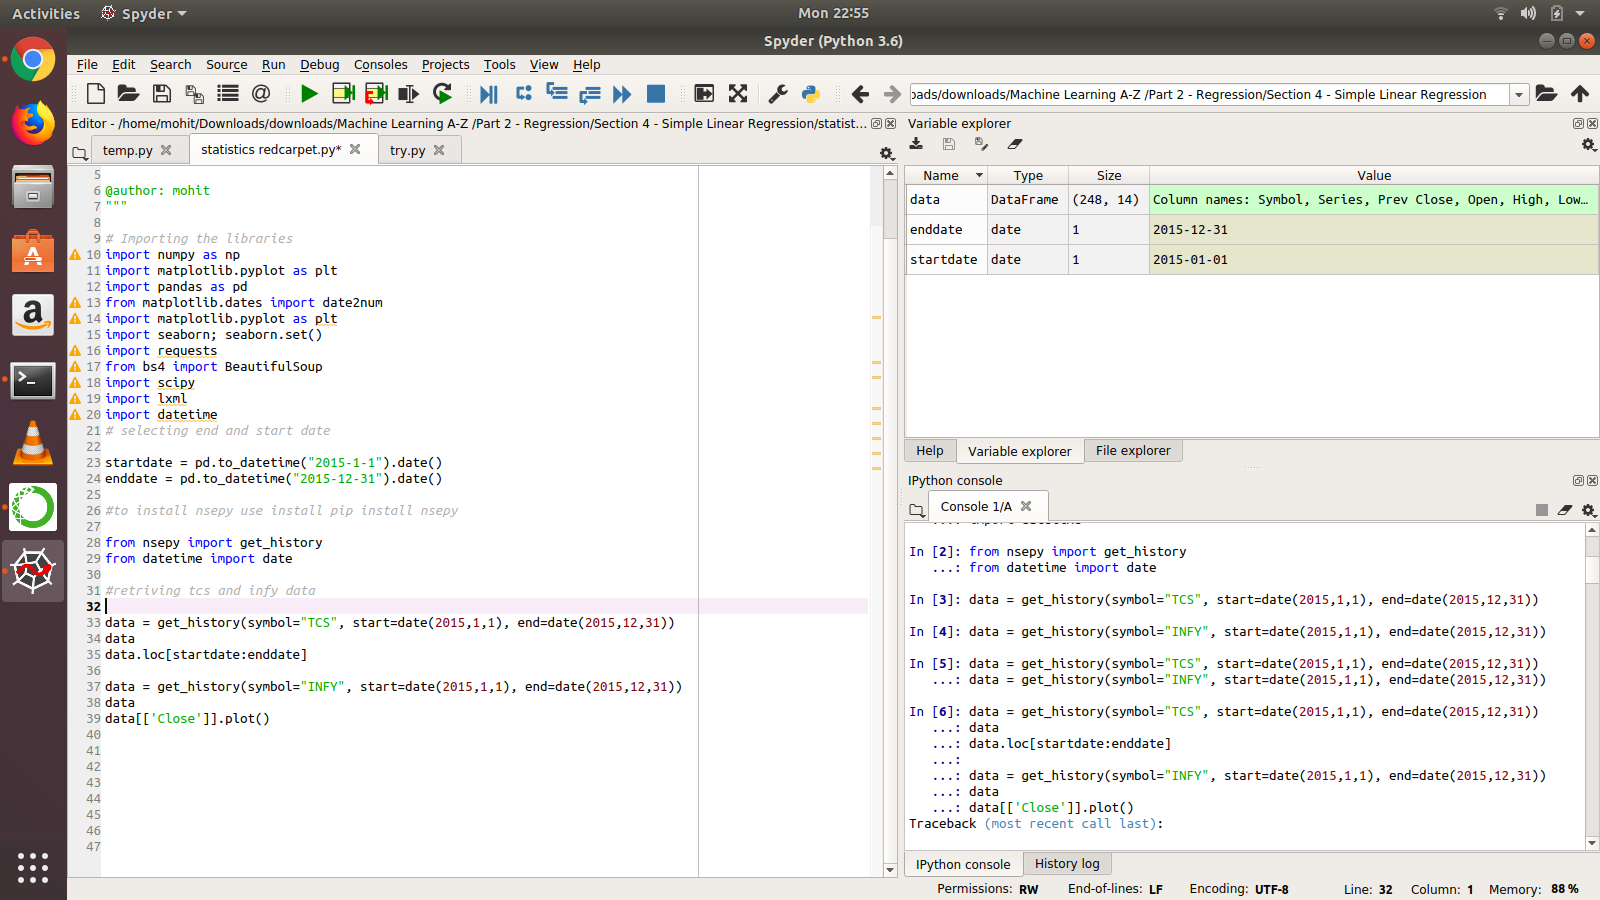 Activities Spyder Mon 22:55
Spyder (Python 3.6)
File Edit Search Source Run Debug Consoles Projects Tools View Help
oads/downloads/Machine Learning A-Z /Part 2 - Regression/Section 4 - Simple Linear Regression
Editor - /home/mohit/Downloads/downloads/Machine Learning A-Z /Part 2 - Regression/Section 4 - Simple Linear Regression/statist...
temp.py statistics redcarpet.py* try.py
5
6 @author: mohit
7 """
8
9 # Importing the libraries
10 import numpy as np
11 import matplotlib.pyplot as plt
12 import pandas as pd
13 from matplotlib.dates import date2num
14 import matplotlib.pyplot as plt
15 import seaborn; seaborn.set()
16 import requests
17 from bs4 import BeautifulSoup
18 import scipy
19 import lxml
20 import datetime
21 # selecting end and start date
22
23 startdate = pd.to_datetime("2015-1-1").date()
24 enddate = pd.to_datetime("2015-12-31").date()
25
26 #to install nsepy use install pip install nsepy
27
28 from nsepy import get_history
29 from datetime import date
30
31 #retriving tcs and infy data
32
33 data = get_history(symbol="TCS", start=date(2015,1,1), end=date(2015,12,31))
34 data
35 data.loc[startdate:enddate]
36
37 data = get_history(symbol="INFY", start=date(2015,1,1), end=date(2015,12,31))
38 data
39 data[['Close']].plot()
40
41
42
43
44
45
46
47
Variable explorer
Name Type Size Value
data DataFrame (248, 14) Column names: Symbol, Series, Prev Close, Open, High, Low...
enddate date 1 2015-12-31
startdate date 1 2015-01-01
Help Variable explorer File explorer
IPython console
Console 1/A
In [2]: from nsepy import get_history
...: from datetime import date
In [3]: data = get_history(symbol="TCS", start=date(2015,1,1), end=date(2015,12,31))
In [4]: data = get_history(symbol="INFY", start=date(2015,1,1), end=date(2015,12,31))
In [5]: data = get_history(symbol="TCS", start=date(2015,1,1), end=date(2015,12,31))
...: data = get_history(symbol="INFY", start=date(2015,1,1), end=date(2015,12,31))
In [6]: data = get_history(symbol="TCS", start=date(2015,1,1), end=date(2015,12,31))
...: data
...: data.loc[startdate:enddate]
...:
...: data = get_history(symbol="INFY", start=date(2015,1,1), end=date(2015,12,31))
...: data
...: data[['Close']].plot()
Traceback (most recent call last):
IPython console History log
Permissions: RW End-of-lines: LF Encoding: UTF-8 Line: 32 Column: 1 Memory: 88 %